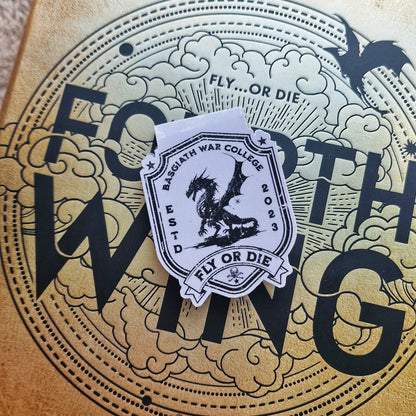 FLY...OR DIE
FOURTH
WING
BASGIATH WAR COLLEGE
ESTD 2023
FLY OR DIE